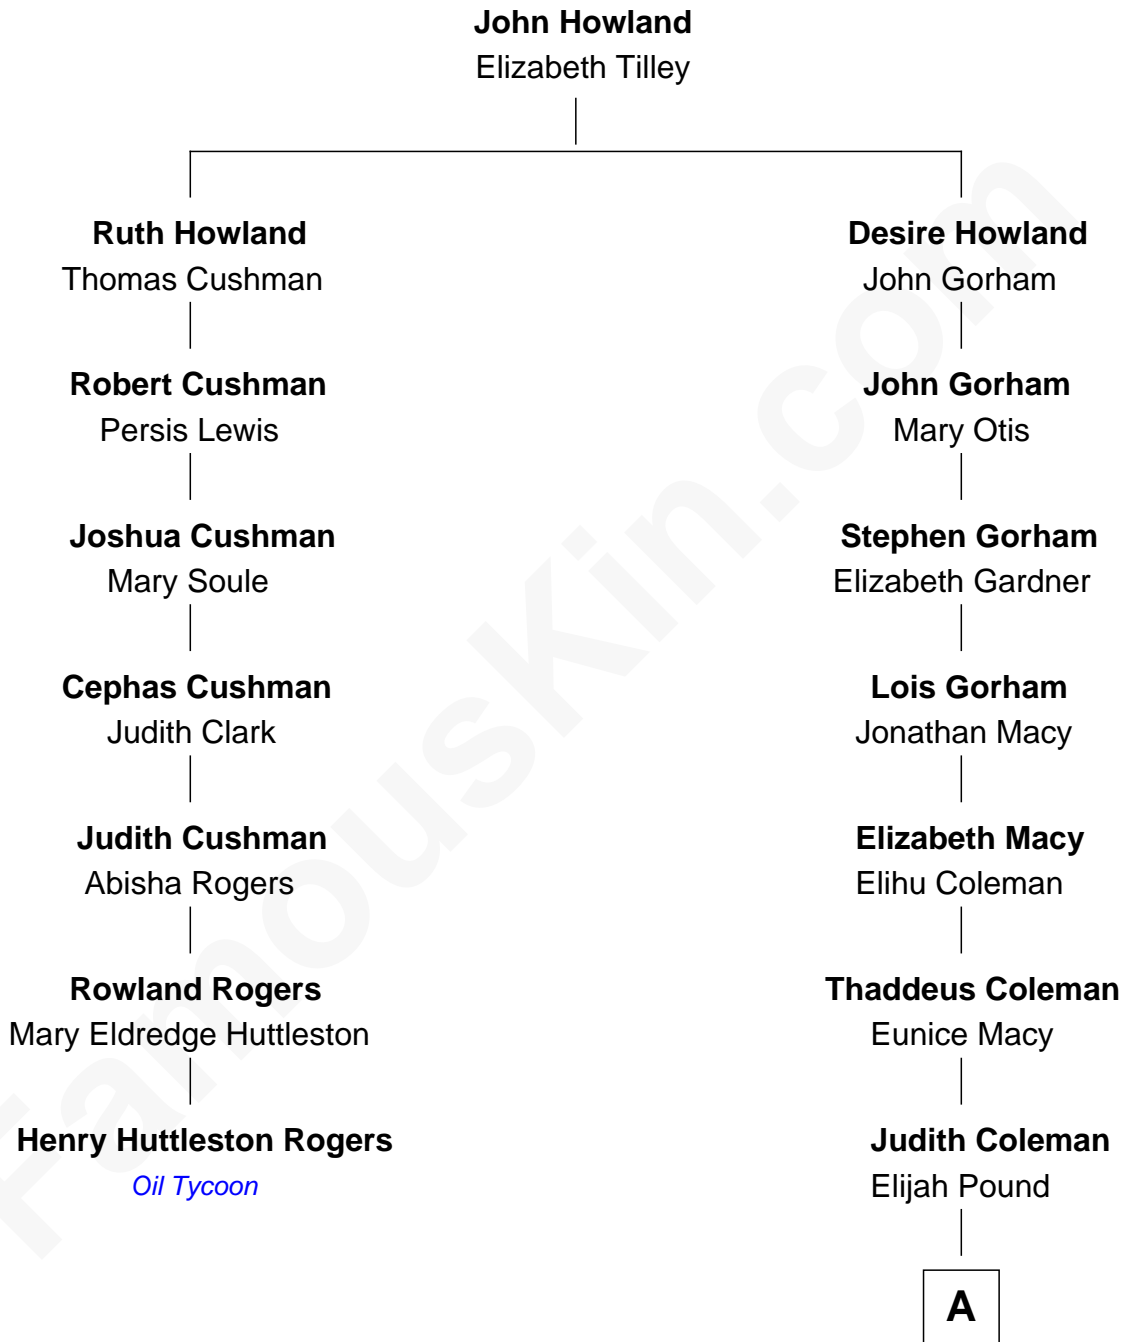 John Howland
Elizabeth Tilley
Ruth Howland
Thomas Cushman
Desire Howland
John Gorham
Robert Cushman
Persis Lewis
John Gorham
Mary Otis
Joshua Cushman
Mary Soule
Stephen Gorham
Elizabeth Gardner
Cephas Cushman
Judith Clark
Lois Gorham
Jonathan Macy
Judith Cushman
Abisha Rogers
Elizabeth Macy
Elihu Coleman
Rowland Rogers
Mary Eldredge Huttleston
Thaddeus Coleman
Eunice Macy
Henry Huttleston Rogers
Oil Tycoon
Judith Coleman
Elijah Pound
A
FamousKin.com